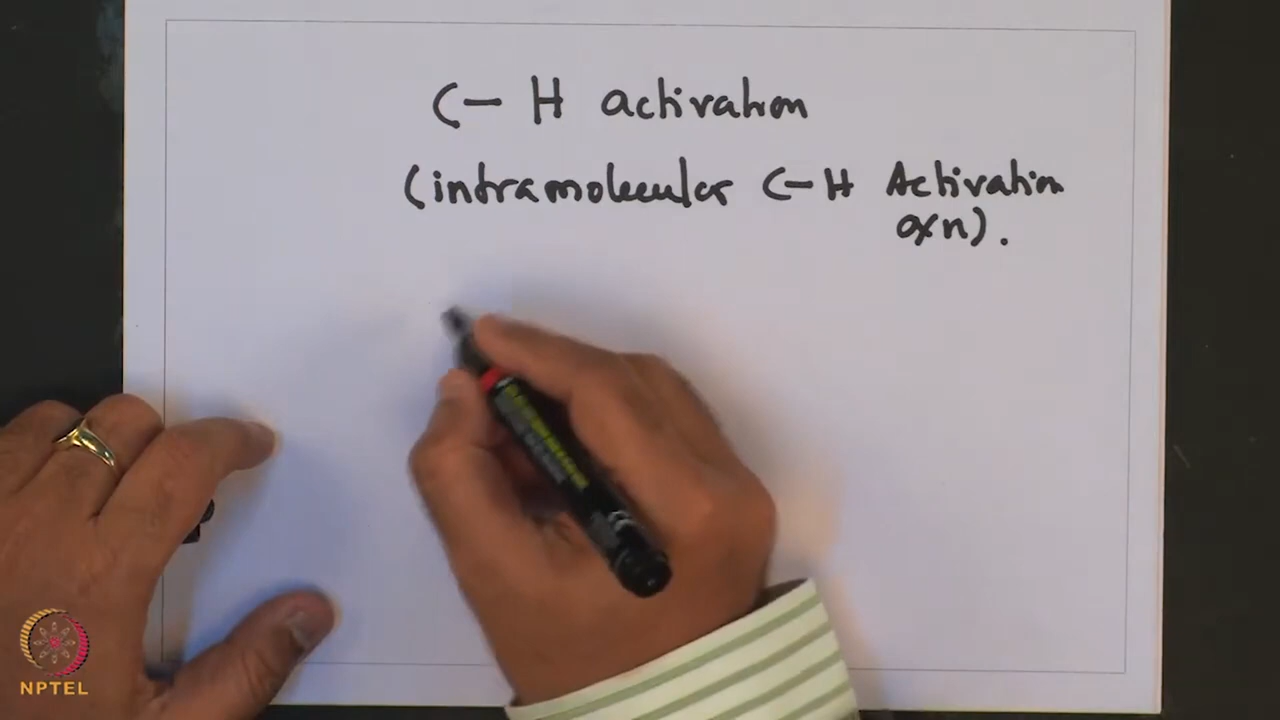 C-H activation
(intramolecular C-H Activation
rxn).
NPTEL